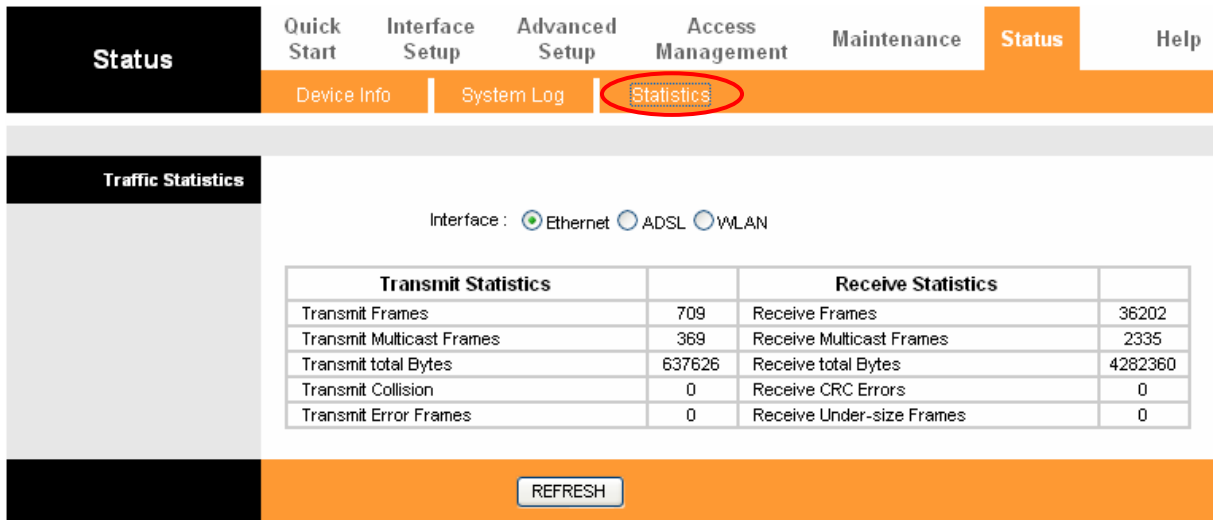 Status
Quick Start
Interface Setup
Advanced Setup
Access Management
Maintenance
Status
Help
Device Info
System Log
Statistics
Traffic Statistics
Interface : Ethernet ADSL WLAN
Transmit Statistics Receive Statistics
Transmit Frames 709 Receive Frames 36202
Transmit Multicast Frames 369 Receive Multicast Frames 2335
Transmit total Bytes 637626 Receive total Bytes 4282360
Transmit Collision 0 Receive CRC Errors 0
Transmit Error Frames 0 Receive Under-size Frames 0
REFRESH